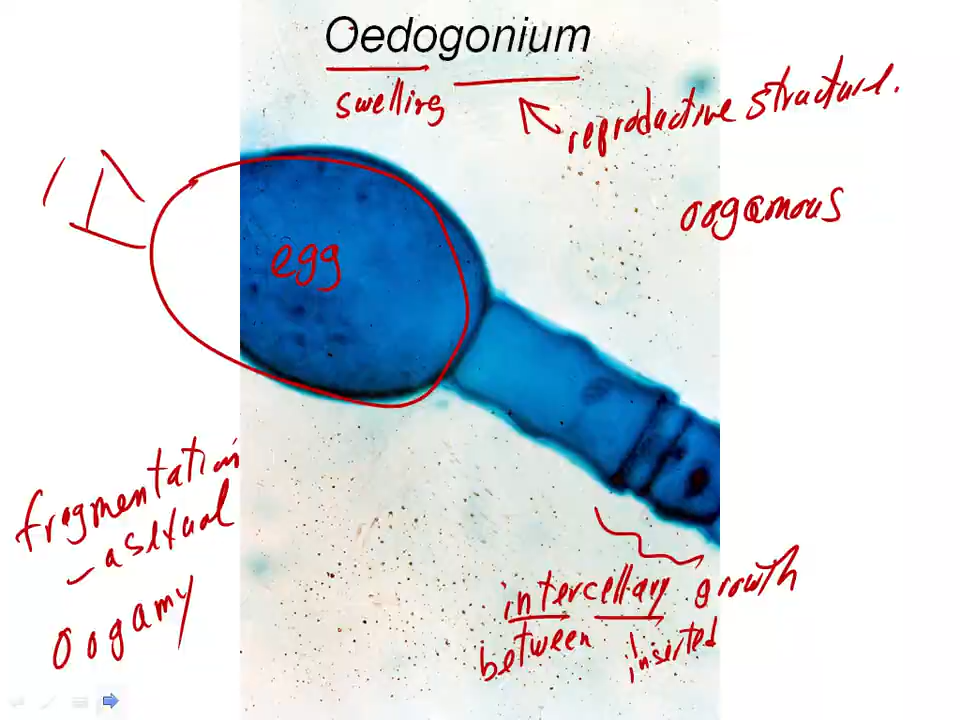 Oedogonium
swelling
reproductive structure.
oogamous
egg
fragmentation
- asexual
oogamy
intercellary growth
between inserted